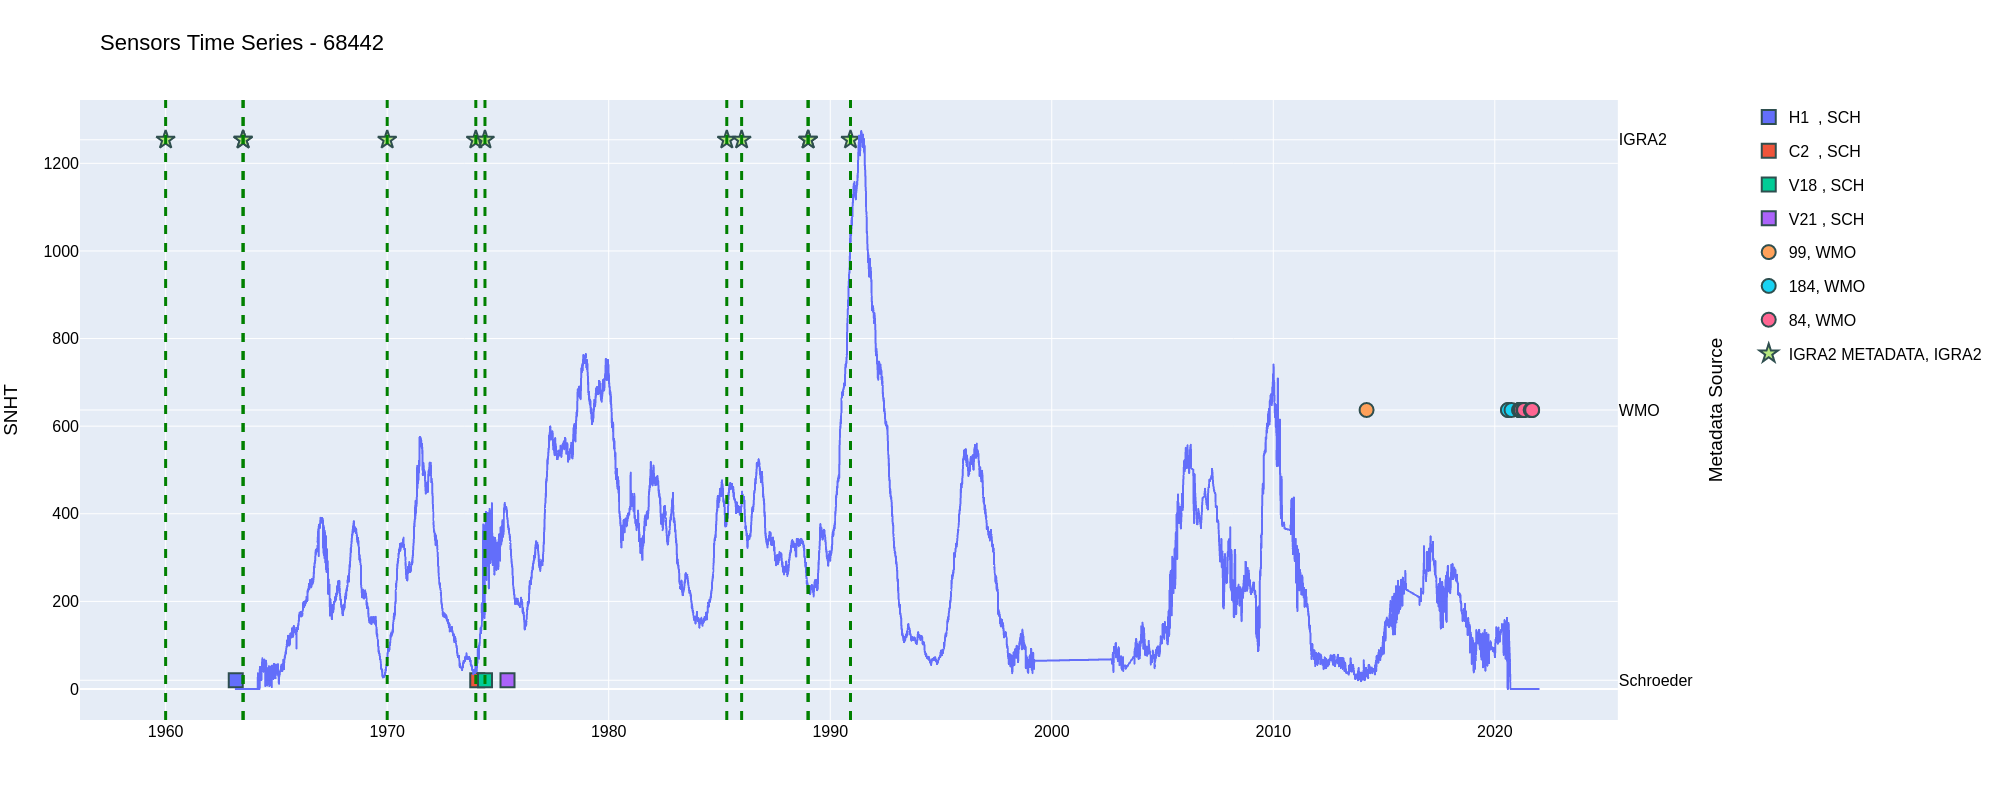 Sensors Time Series - 68442
SNHT
1200
1000
800
600
400
200
0
1960
1970
1980
1990
2000
2010
2020
IGRA2
WMO
Schroeder
Metadata Source
H1 , SCH
C2 , SCH
V18 , SCH
V21 , SCH
99, WMO
184, WMO
84, WMO
IGRA2 METADATA, IGRA2